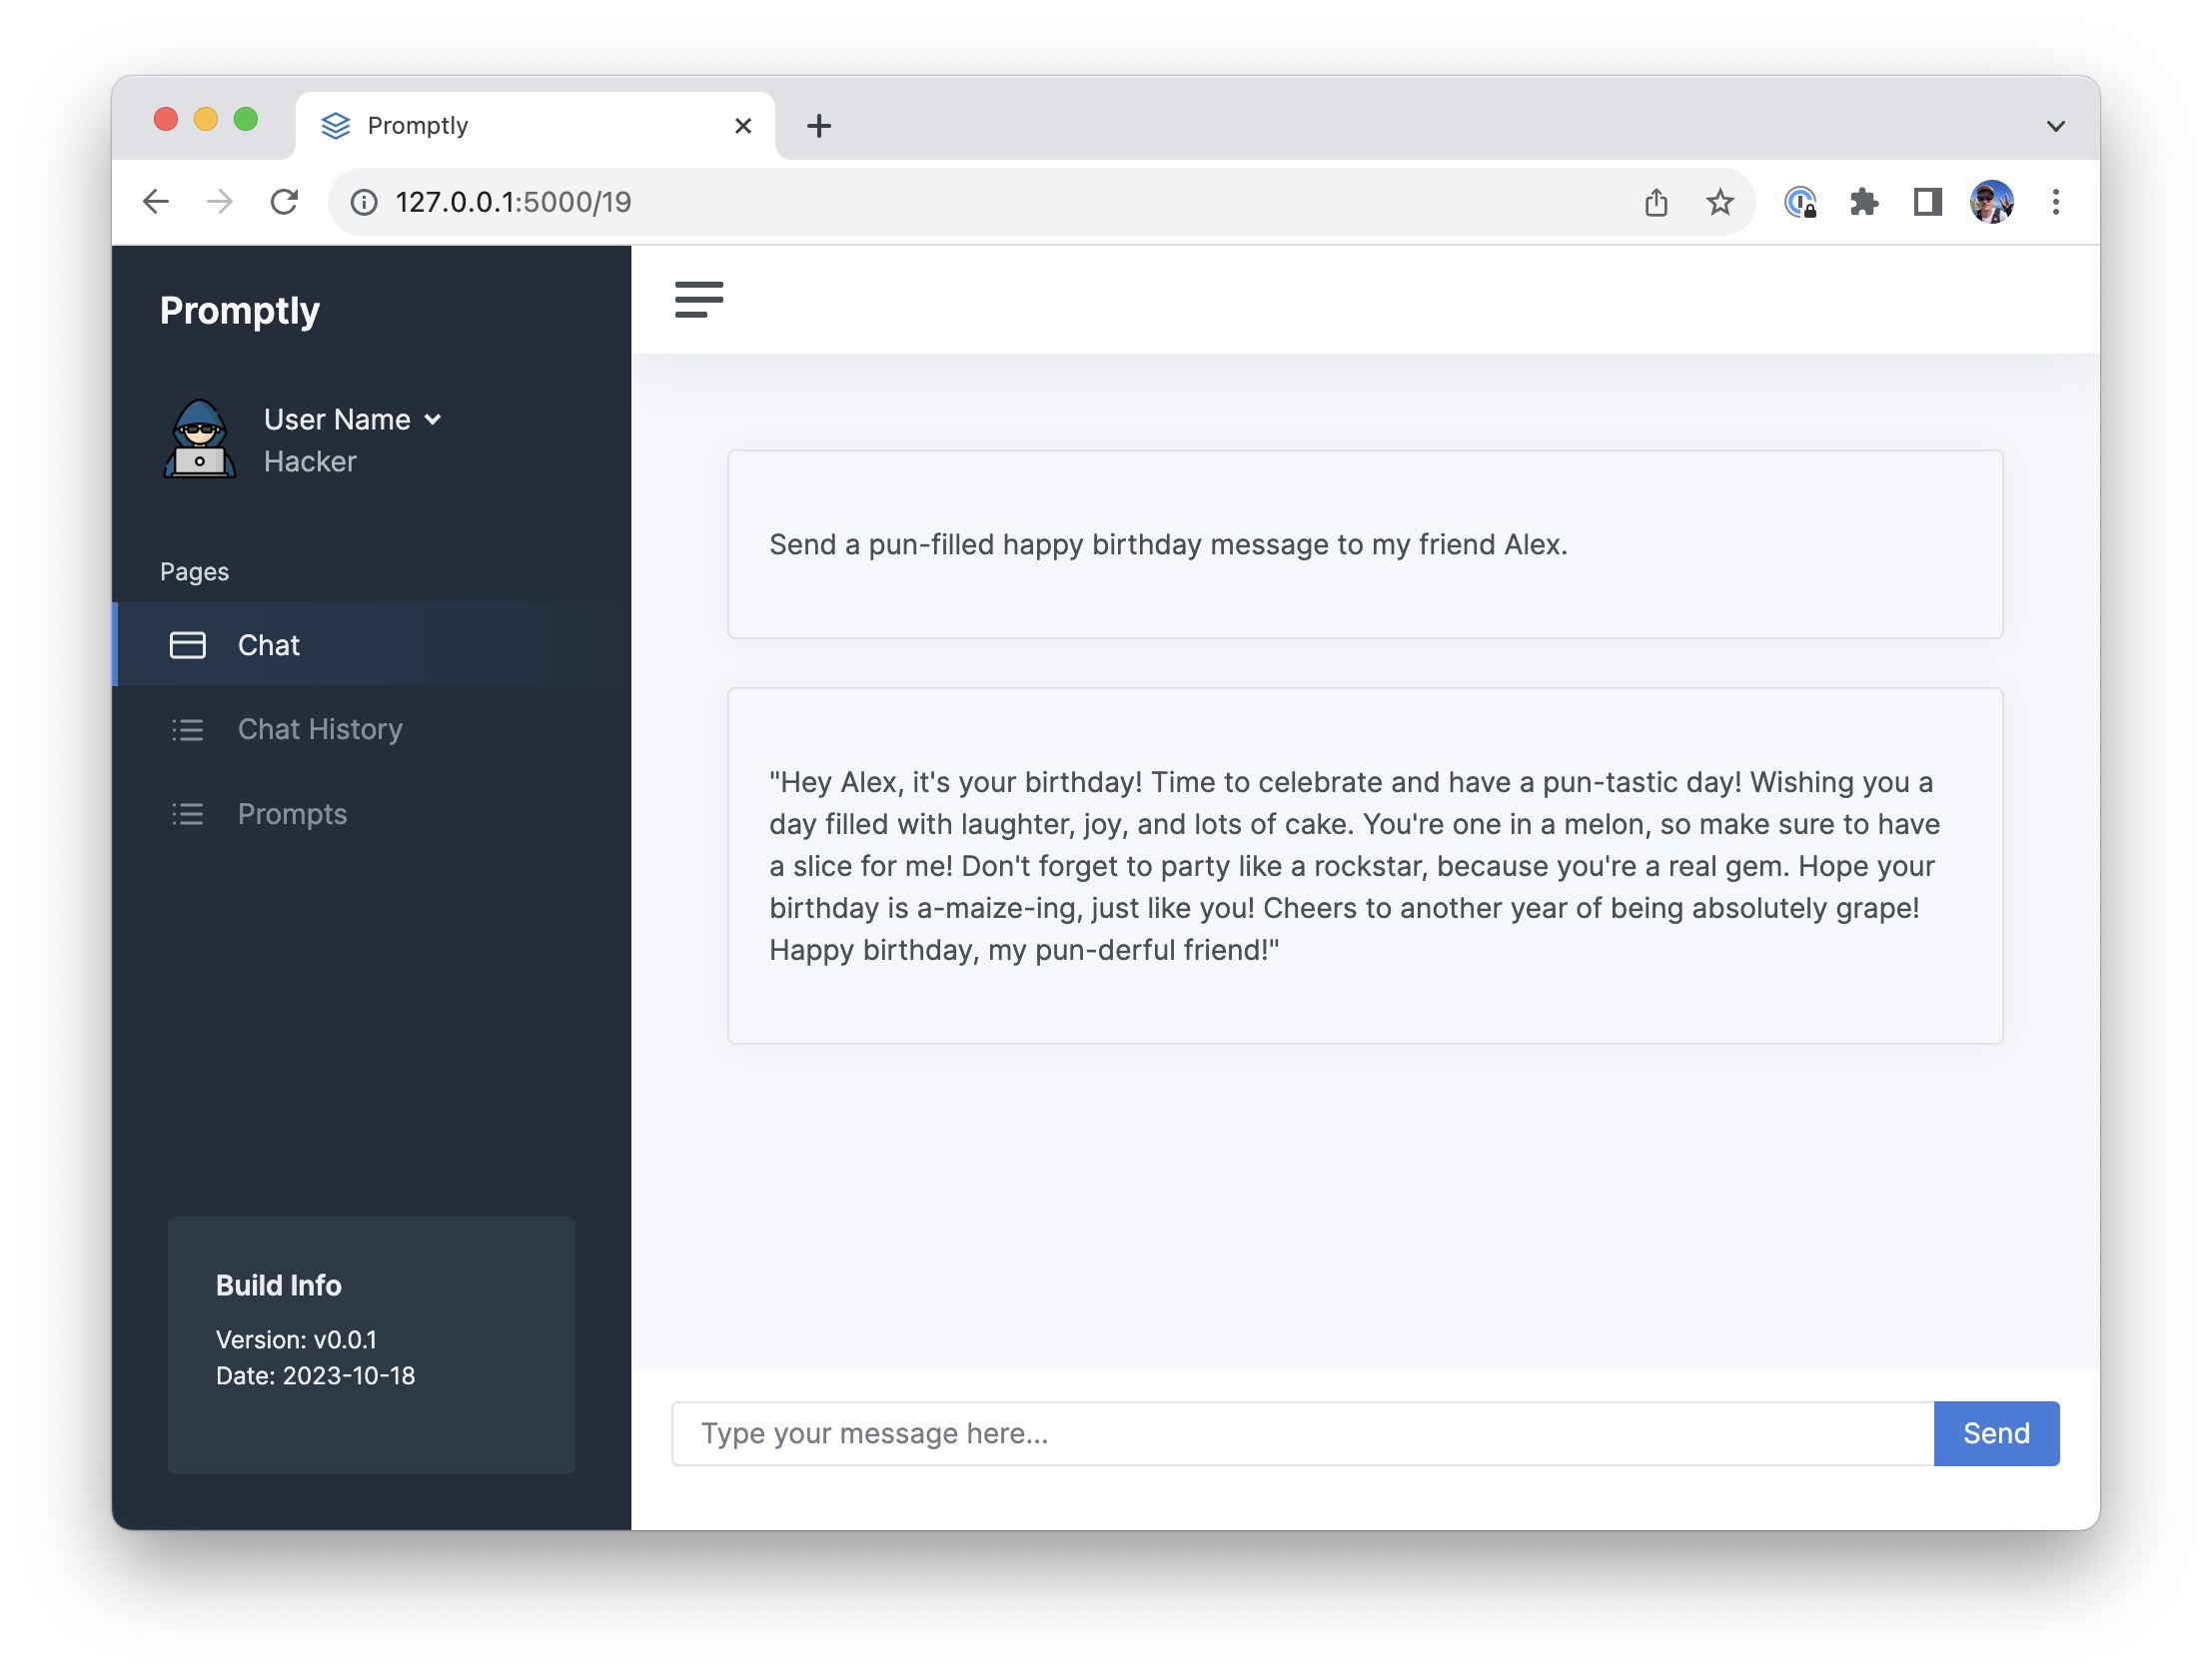 Promptly
127.0.0.1:5000/19
Promptly
User Name
Hacker
Pages
Chat
Chat History
Prompts
Build Info
Version: v0.0.1
Date: 2023-10-18
Send a pun-filled happy birthday message to my friend Alex.
"Hey Alex, it's your birthday! Time to celebrate and have a pun-tastic day! Wishing you a
day filled with laughter, joy, and lots of cake. You're one in a melon, so make sure to have
a slice for me! Don't forget to party like a rockstar, because you're a real gem. Hope your
birthday is a-maize-ing, just like you! Cheers to another year of being absolutely grape!
Happy birthday, my pun-derful friend!"
Type your message here...
Send